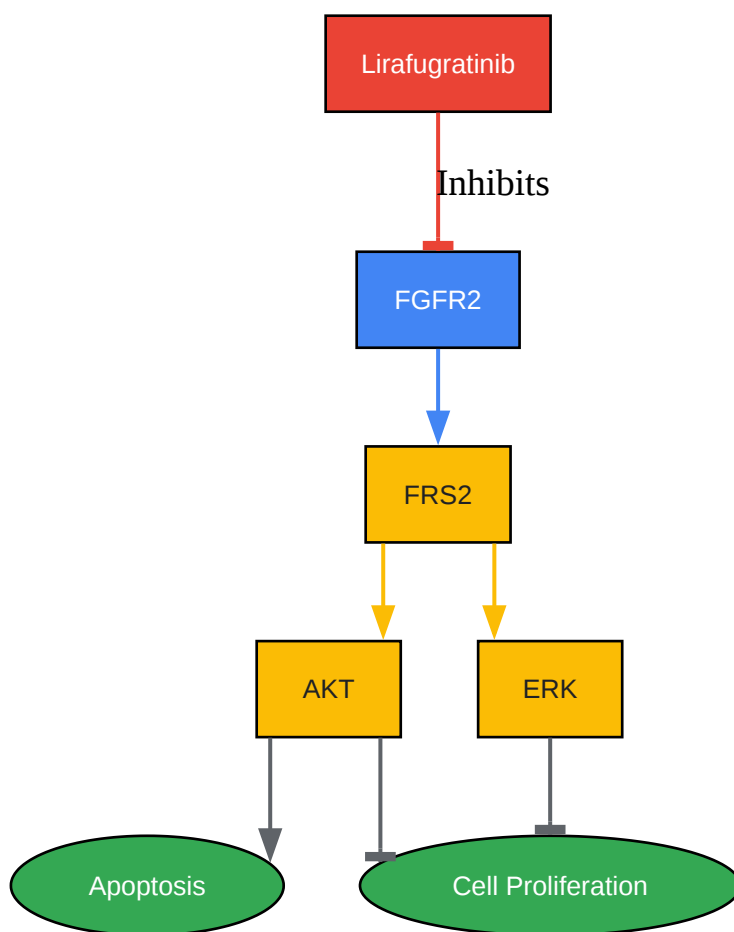 Lirafugratinib
Inhibits
FGFR2
FRS2
AKT
ERK
Apoptosis
Cell Proliferation